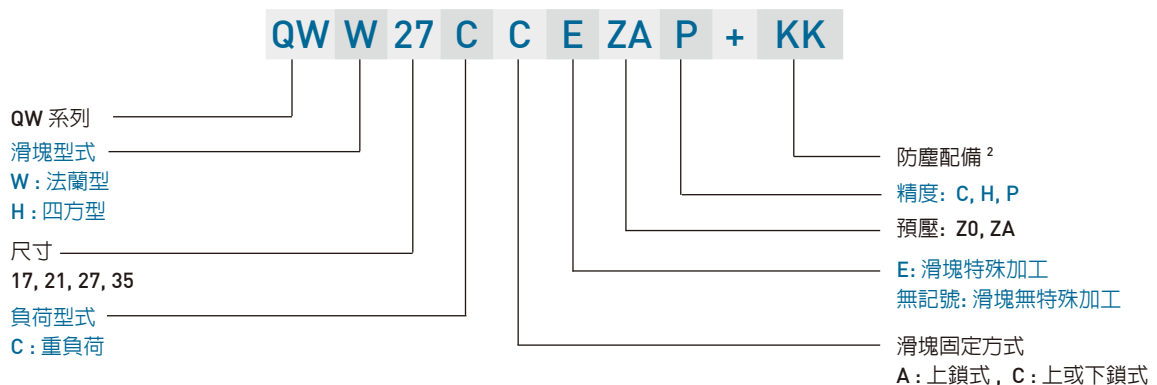 QW W 27 C C E ZA P + KK
QW 系列
滑塊型式
W : 法蘭型
H : 四方型
尺寸
17, 21, 27, 35
負荷型式
C : 重負荷
防塵配備 2
精度: C, H, P
預壓: Z0, ZA
E: 滑塊特殊加工
無記號: 滑塊無特殊加工
滑塊固定方式
A : 上鎖式 , C : 上或下鎖式